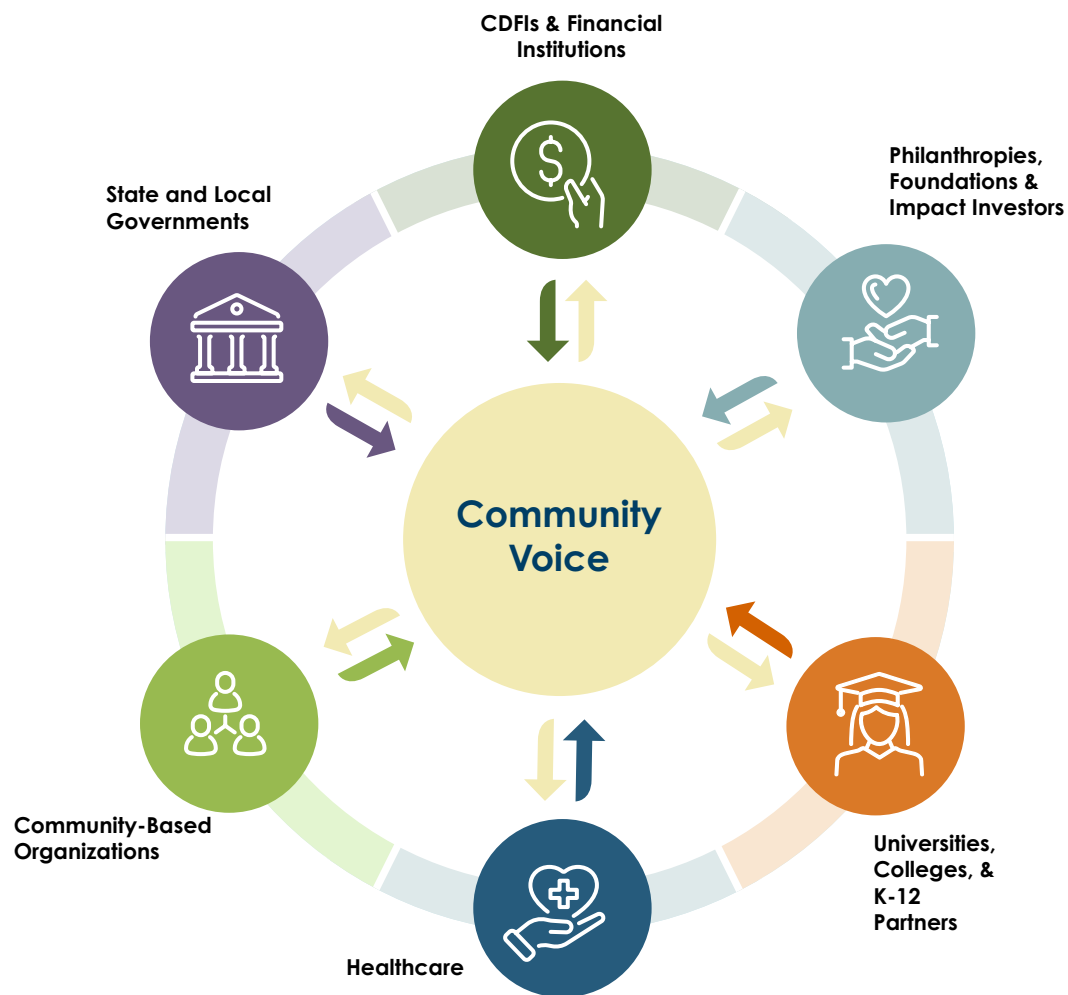 CDFIs & Financial
Institutions
Philanthropies,
Foundations &
Impact Investors
State and Local
Governments
$
Community
Voice
Community-Based
Organizations
Universities,
Colleges, &
K-12
Partners
Healthcare